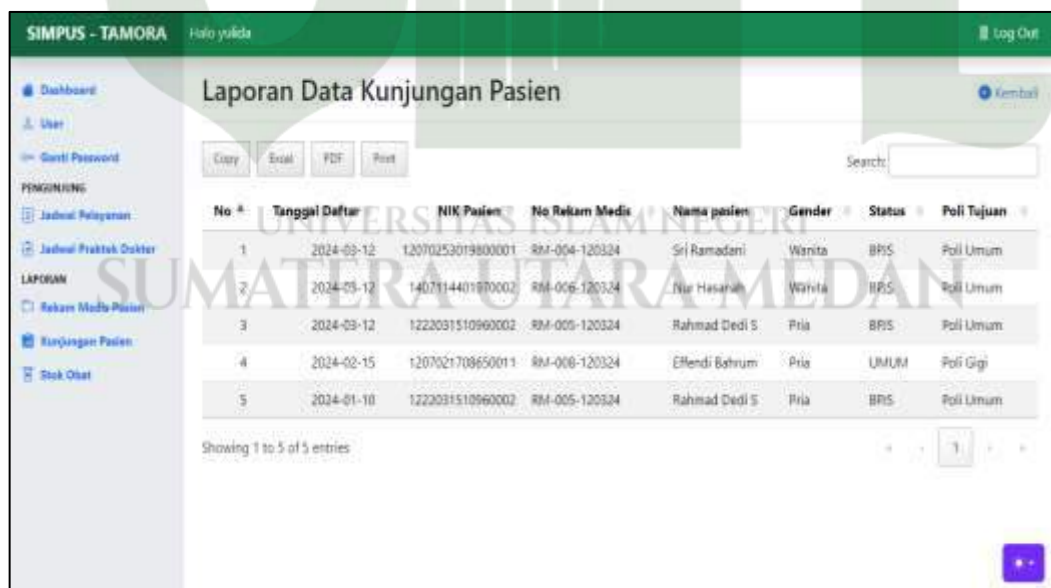 SIMPUS - TAMORA Halo yulida Log Out
Dashboard
User
Ganti Password
PENGUNJUNG
Jadwal Pelayanan
Jadwal Praktek Dokter
LAPORAN
Rekam Medis Pasien
Kunjungan Pasien
Stok Obat
Laporan Data Kunjungan Pasien Kembali
Copy Excel PDF Print Search:
No Tanggal Daftar NIK Pasien No Rekam Medis Nama pasien Gender Status Poli Tujuan
1 2024-03-12 12070253019800001 RM-004-120324 Sri Ramadani Wanita BPJS Poli Umum
2 2024-03-12 1407114401970002 RM-006-120324 Nur Hasanah Wanita BPJS Poli Umum
3 2024-03-12 1222031510960002 RM-005-120324 Rahmad Dedi S Pria BPJS Poli Umum
4 2024-02-15 1207021708650011 RM-008-120324 Effendi Bahrum Pria UMUM Poli Gigi
5 2024-01-10 1222031510960002 RM-005-120324 Rahmad Dedi S Pria BPJS Poli Umum
Showing 1 to 5 of 5 entries 1
UNIVERSITAS ISLAM NEGERI
SUMATERA UTARA MEDAN